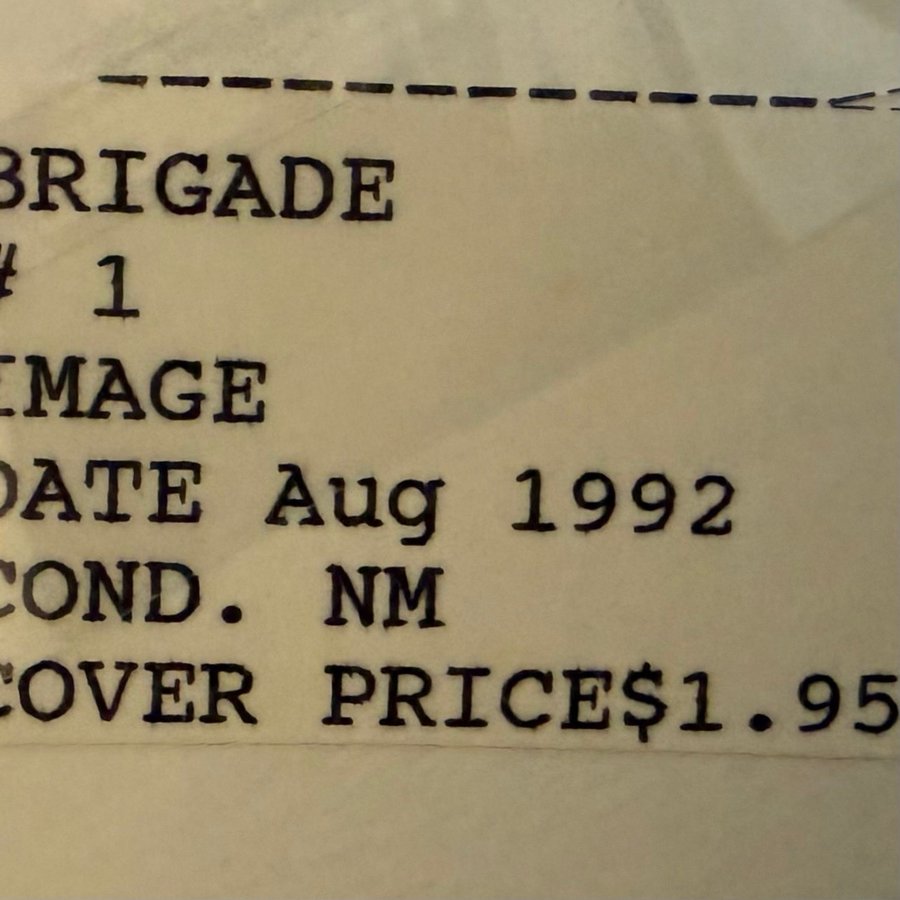 ------------<
BRIGADE
# 1
IMAGE
DATE Aug 1992
COND. NM
COVER PRICE$1.95